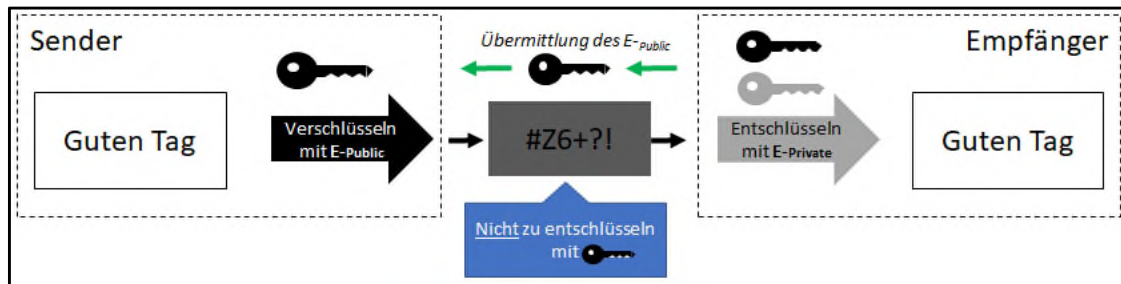 Sender
Übermittlung des E-Public
Empfänger
Guten Tag
Verschlüsseln
mit E-Public
#Z6+?!
Entschlüsseln
mit E-Private
Guten Tag
Nicht zu entschlüsseln
mit